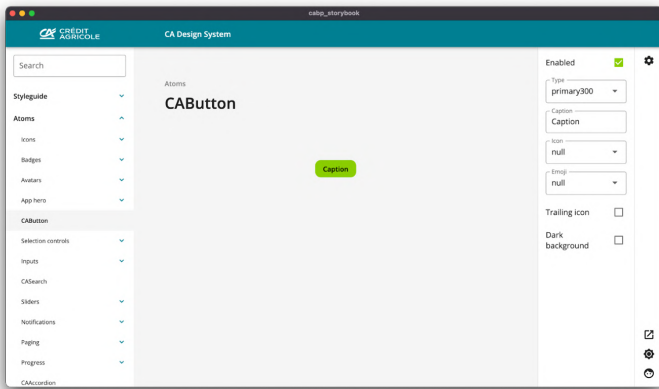 cabp_storybook
CRÉDIT
AGRICOLE
CA Design System
Search
Styleguide
Atoms
Icons
Badges
Avatars
App hero
CAButton
Selection controls
Inputs
CASearch
Sliders
Notifications
Paging
Progress
CAAccordion
Atoms
CAButton
Caption
Enabled
Type
primary300
Caption
Caption
Icon
null
Emoji
null
Trailing icon
Dark
background